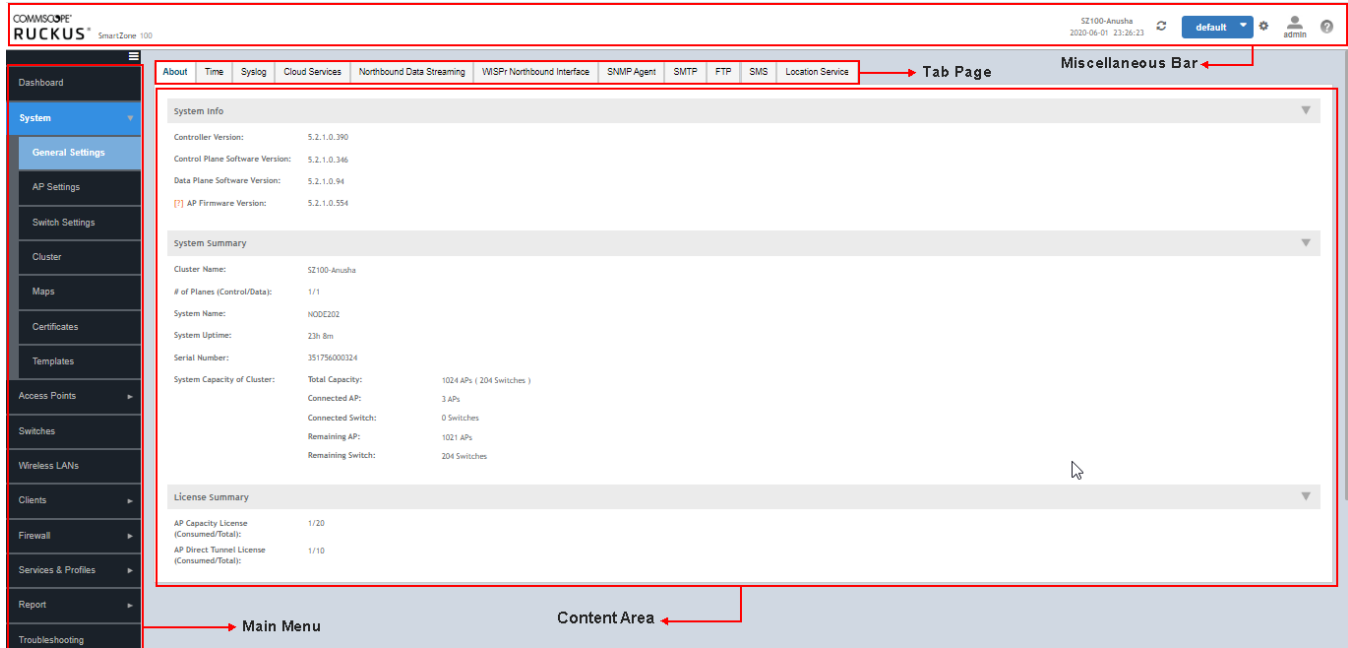 COMMSCOPE®
RUCKUS® SmartZone 100
SZ100-Anusha
2020-06-01 23:26:23
default
admin
Miscellaneous Bar
About Time Syslog Cloud Services Northbound Data Streaming WISPr Northbound Interface SNMP Agent SMTP FTP SMS Location Service
Tab Page
Dashboard
System
General Settings
AP Settings
Switch Settings
Cluster
Maps
Certificates
Templates
Access Points
Switches
Wireless LANs
Clients
Firewall
Services & Profiles
Report
Troubleshooting
Main Menu
System Info
Controller Version: 5.2.1.0.390
Control Plane Software Version: 5.2.1.0.346
Data Plane Software Version: 5.2.1.0.94
[?] AP Firmware Version: 5.2.1.0.554
System Summary
Cluster Name: SZ100-Anusha
# of Planes (Control/Data): 1/1
System Name: NODE202
System Uptime: 23h 8m
Serial Number: 351756000324
System Capacity of Cluster: Total Capacity: 1024 APs ( 204 Switches )
Connected AP: 3 APs
Connected Switch: 0 Switches
Remaining AP: 1021 APs
Remaining Switch: 204 Switches
License Summary
AP Capacity License 1/20
(Consumed/Total):
AP Direct Tunnel License 1/10
(Consumed/Total):
Content Area